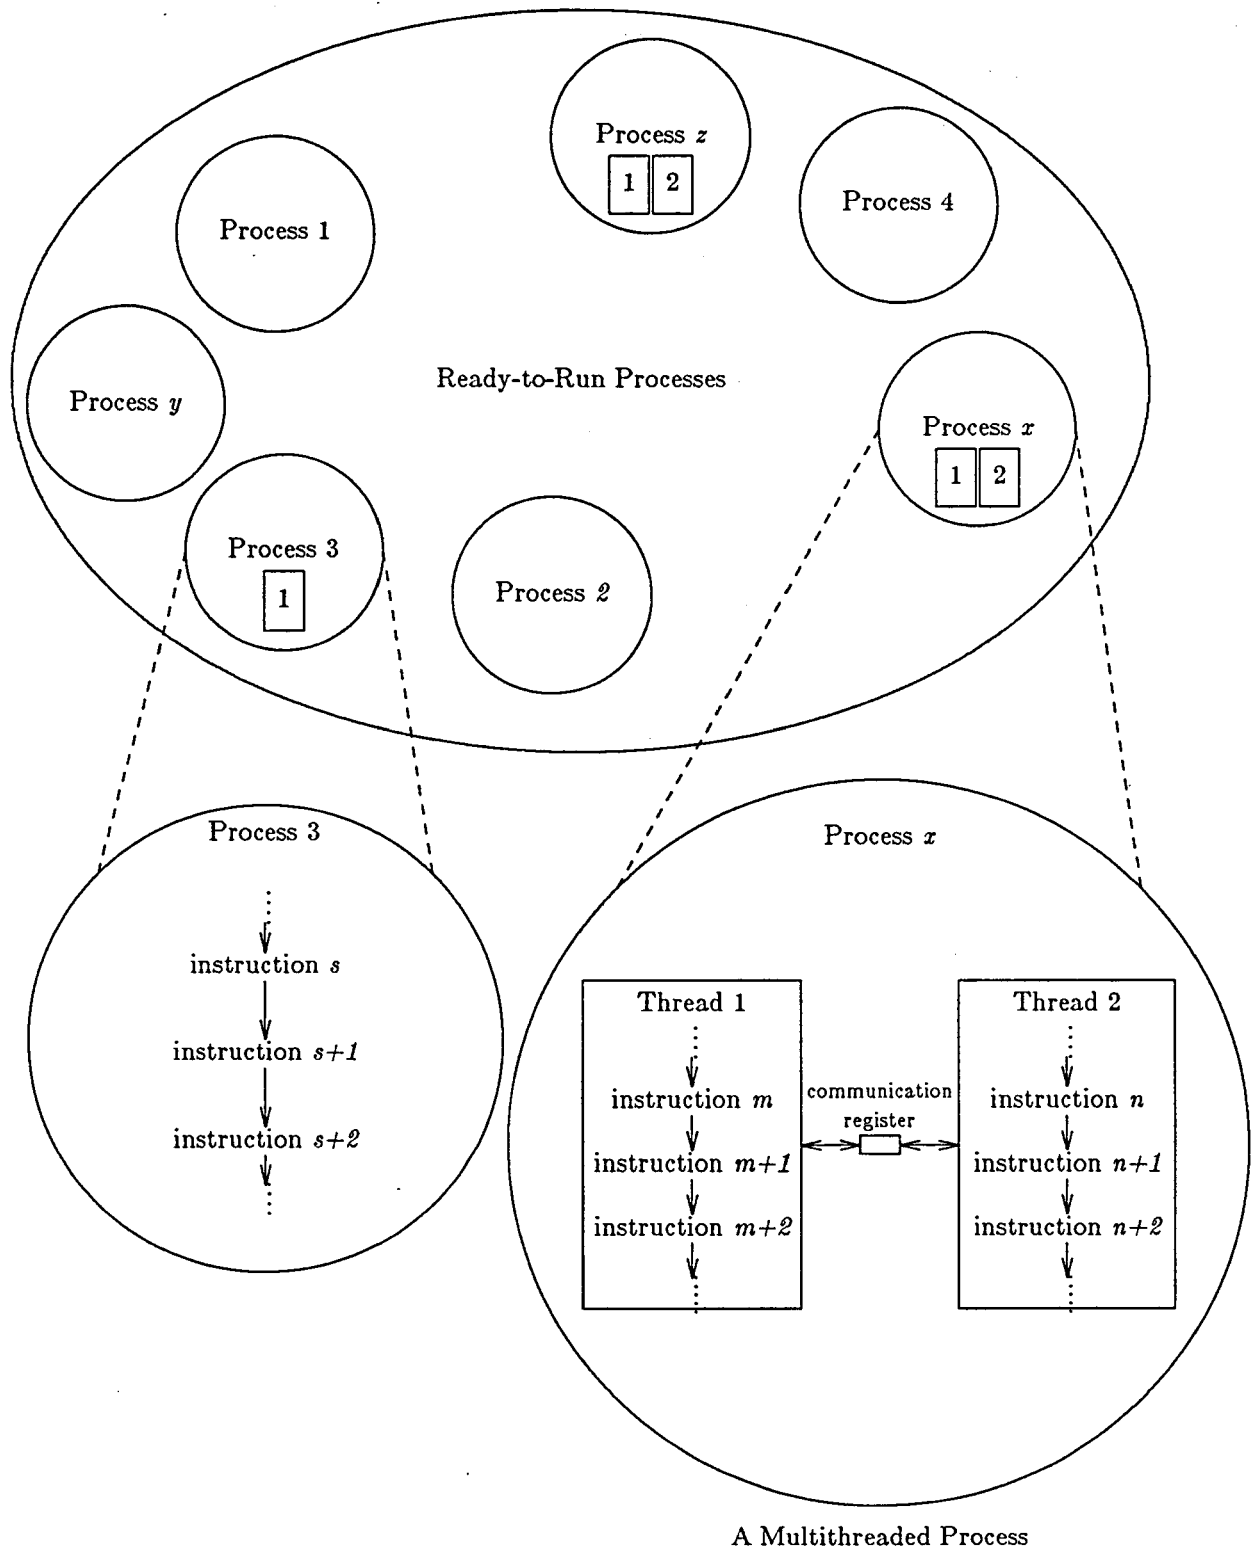 Process z
1 2
Process 4
Process 1
Ready-to-Run Processes
Process y
Process x
1 2
Process 3
1
Process 2
Process 3
instruction s
instruction s+1
instruction s+2
Process x
Thread 1
instruction m
instruction m+1
instruction m+2
communication
register
Thread 2
instruction n
instruction n+1
instruction n+2
A Multithreaded Process